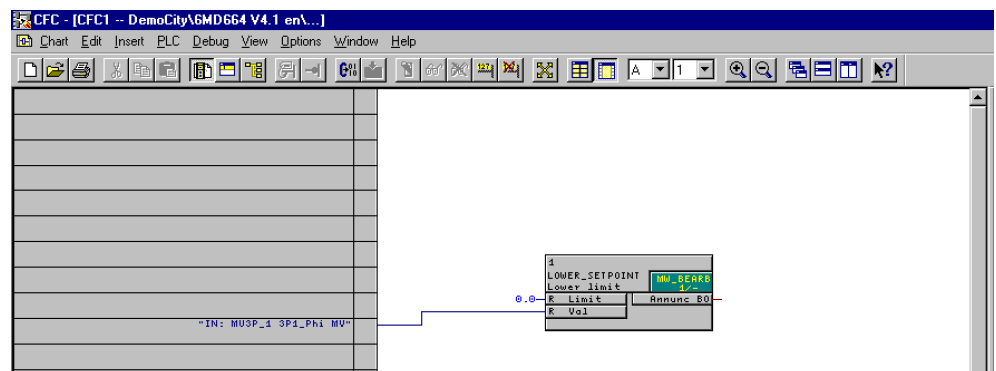 CFC - [CFC1 -- DemoCity\6MD664 V4.1 en\...]
Chart Edit Insert PLC Debug View Options Window Help
A 1
1
LOWER_SETPOINT MW_BEARB
Lower limit 1/-
0.0 R Limit Annunc BO
R Val
"IN: MU3P_1 3P1_Phi MV"